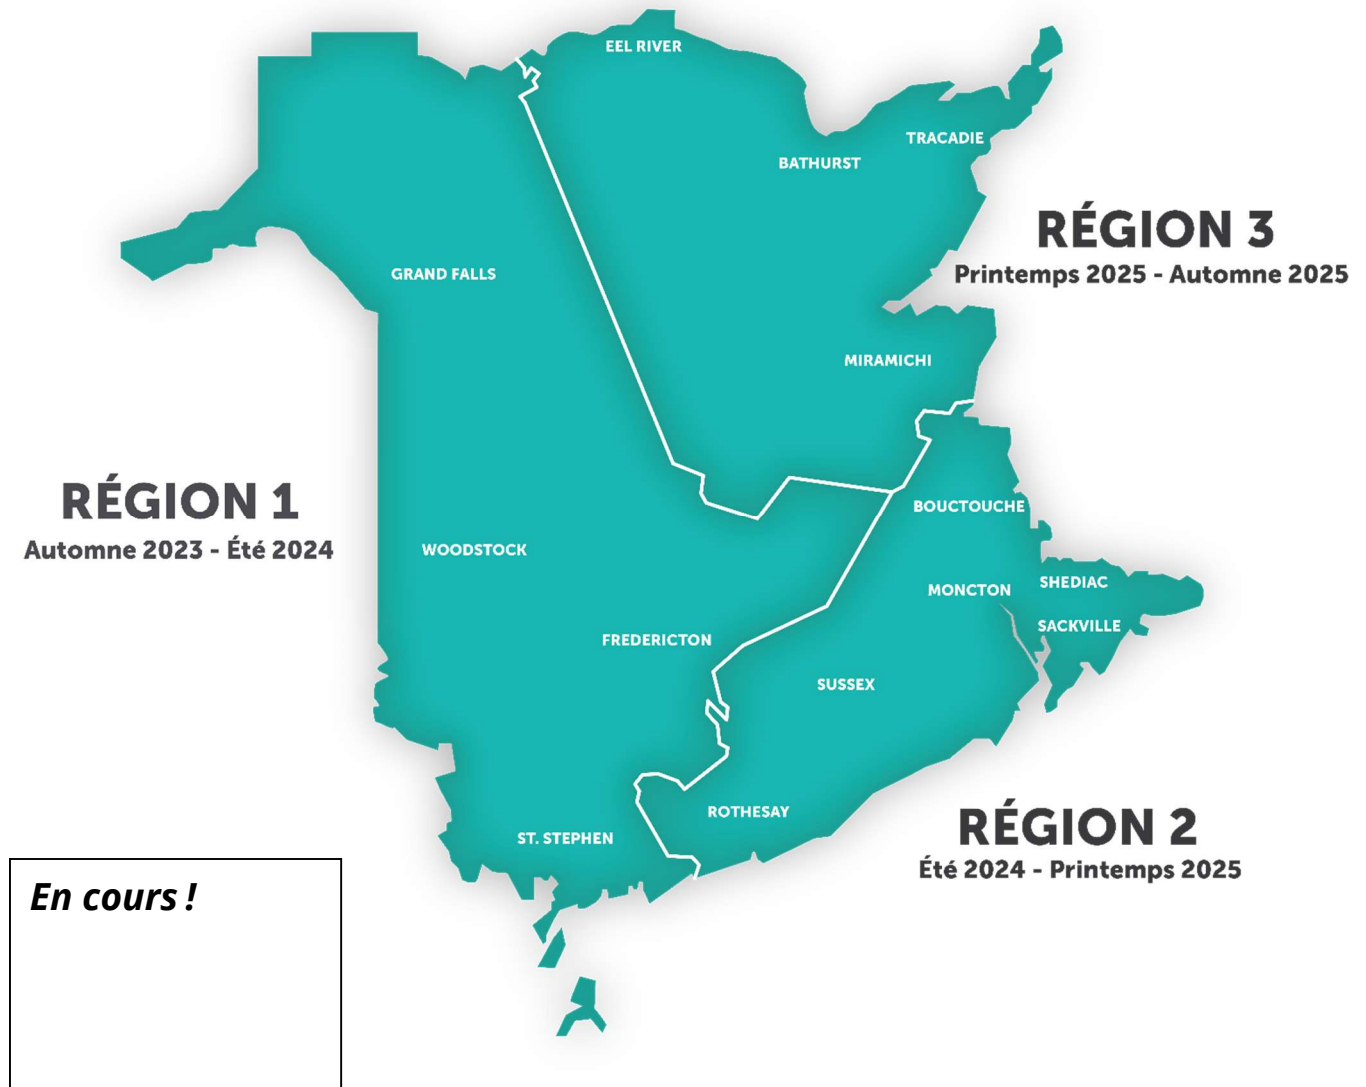 EEL RIVER
TRACADIE
BATHURST
RÉGION 3
Printemps 2025 - Automne 2025
GRAND FALLS
MIRAMICHI
RÉGION 1
Automne 2023 - Été 2024
BOUCTOUCHE
WOODSTOCK
SHEDIAC
MONCTON
SACKVILLE
FREDERICTON
SUSSEX
ROTHESAY
RÉGION 2
Été 2024 - Printemps 2025
ST. STEPHEN
En cours !